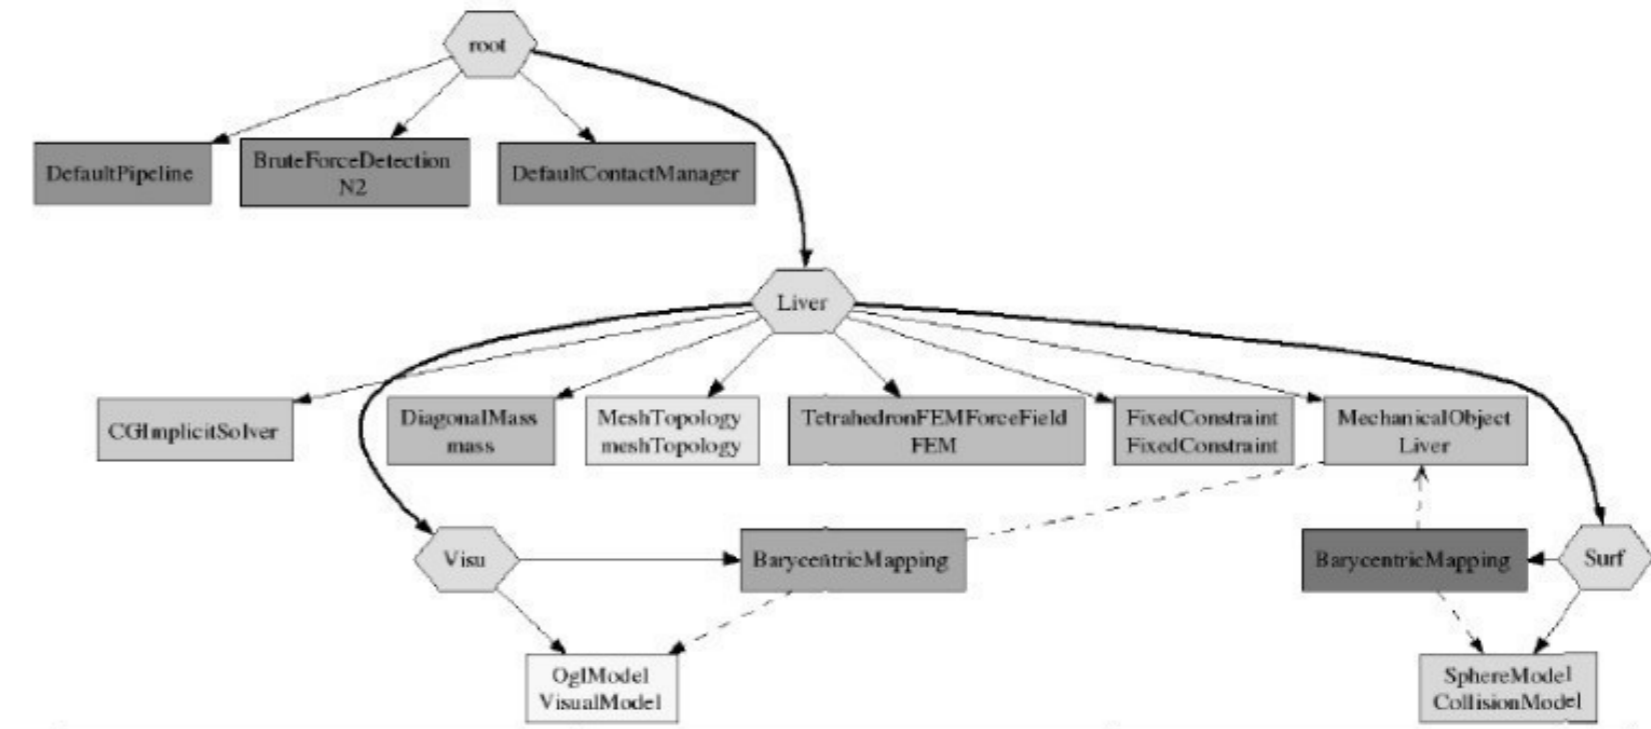 root
DefaultPipeline
BruteForceDetection
N2
DefaultContactManager
Liver
CGImplicitSolver
DiagonalMass
mass
MeshTopology
meshTopology
TetrahedronFEMForceField
FEM
FixedConstraint
FixedConstraint
MechanicalObject
Liver
Visu
BarycentricMapping
BarycentricMapping
Surf
OglModel
VisualModel
SphereModel
CollisionModel